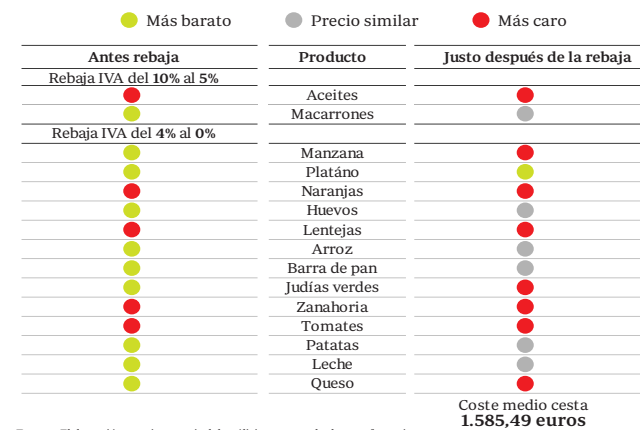 Más barato Precio similar Más caro
Antes rebaja Producto Justo después de la rebaja
Rebaja IVA del 10% al 5%
Aceites
Macarrones
Rebaja IVA del 4% al 0%
Manzana
Platáno
Naranjas
Huevos
Lentejas
Arroz
Barra de pan
Judías verdes
Zanahoria
Tomates
Patatas
Leche
Queso
Coste medio cesta
1.585,49 euros